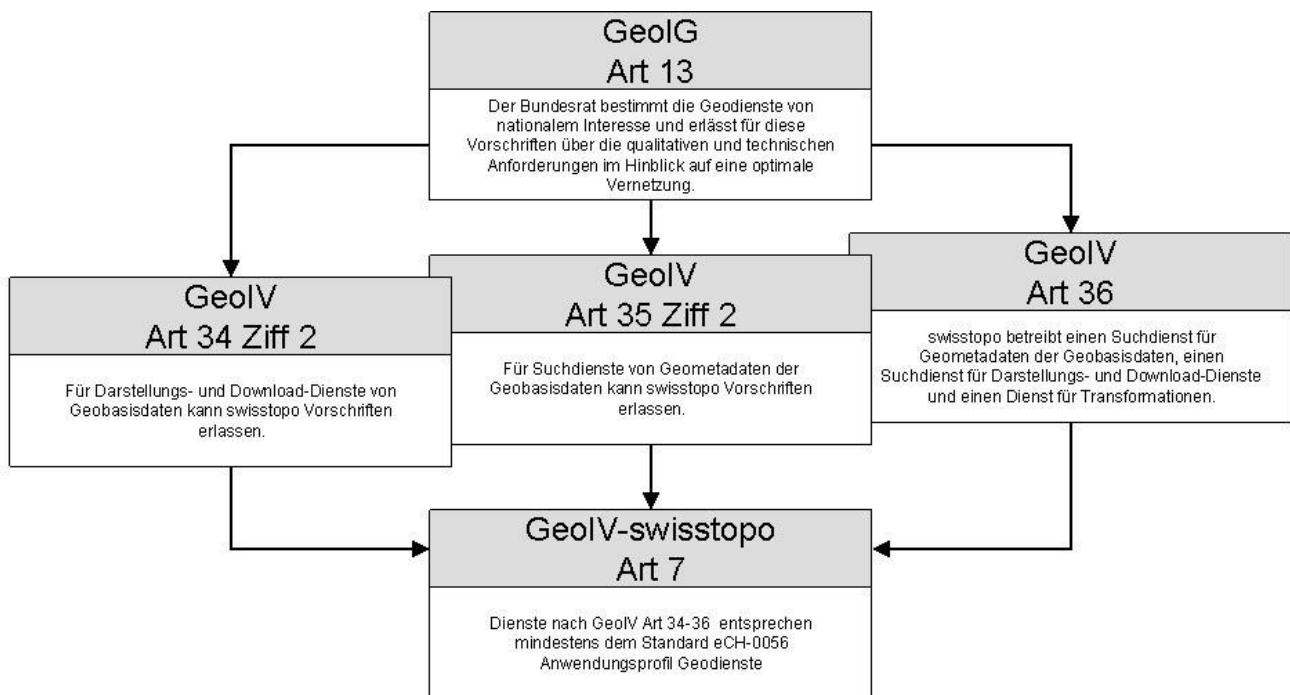 GeoIG
Art 13
Der Bundesrat bestimmt die Geodienste von
nationalem Interesse und erlässt für diese
Vorschriften über die qualitativen und technischen
Anforderungen im Hinblick auf eine optimale
Vernetzung.
GeoIV
Art 34 Ziff 2
Für Darstellungs- und Download-Dienste von
Geobasisdaten kann swisstopo Vorschriften
erlassen.
GeoIV
Art 35 Ziff 2
Für Suchdienste von Geometadaten der
Geobasisdaten kann swisstopo Vorschriften
erlassen.
GeoIV
Art 36
swisstopo betreibt einen Suchdienst für
Geometadaten der Geobasisdaten, einen
Suchdienst für Darstellungs- und Download-Dienste
und einen Dienst für Transformationen.
GeoIV-swisstopo
Art 7
Dienste nach GeoIV Art 34-36 entsprechen
mindestens dem Standard eCH-0056
Anwendungsprofil Geodienste